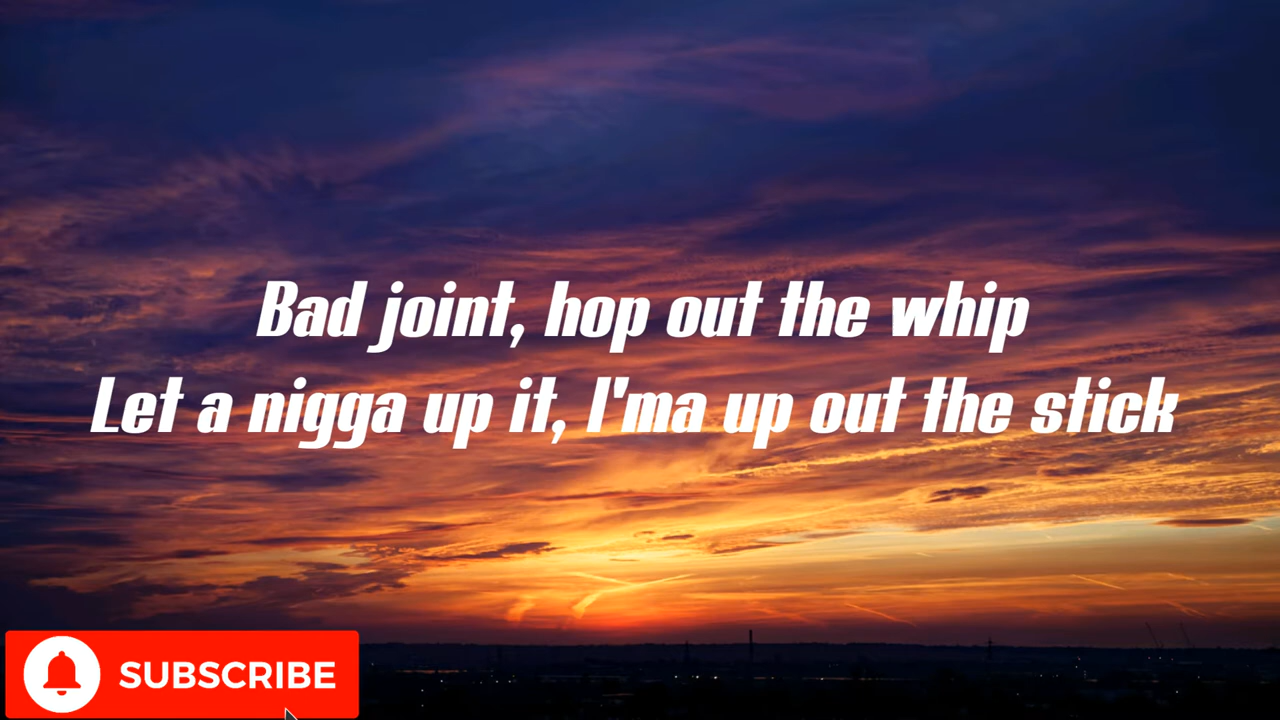 Bad joint, hop out the whip
Let a nigga up it, I'ma up out the stick
SUBSCRIBE